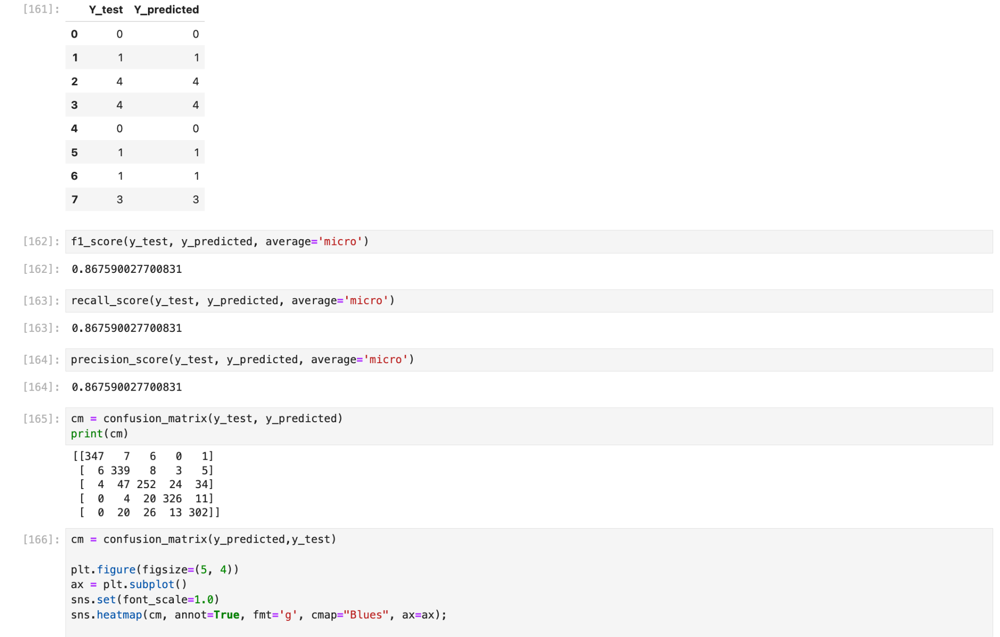 [161]: Y_test Y_predicted
0 0 0
1 1 1
2 4 4
3 4 4
4 0 0
5 1 1
6 1 1
7 3 3
[162]: f1_score(y_test, y_predicted, average='micro')
[162]: 0.867590027700831
[163]: recall_score(y_test, y_predicted, average='micro')
[163]: 0.867590027700831
[164]: precision_score(y_test, y_predicted, average='micro')
[164]: 0.867590027700831
[165]: cm = confusion_matrix(y_test, y_predicted)
print(cm)
[[347   7   6   0   1]
 [  6 339   8   3   5]
 [  4  47 252  24  34]
 [  0   4  20 326  11]
 [  0  20  26  13 302]]
[166]: cm = confusion_matrix(y_predicted,y_test)
plt.figure(figsize=(5, 4))
ax = plt.subplot()
sns.set(font_scale=1.0)
sns.heatmap(cm, annot=True, fmt='g', cmap="Blues", ax=ax);